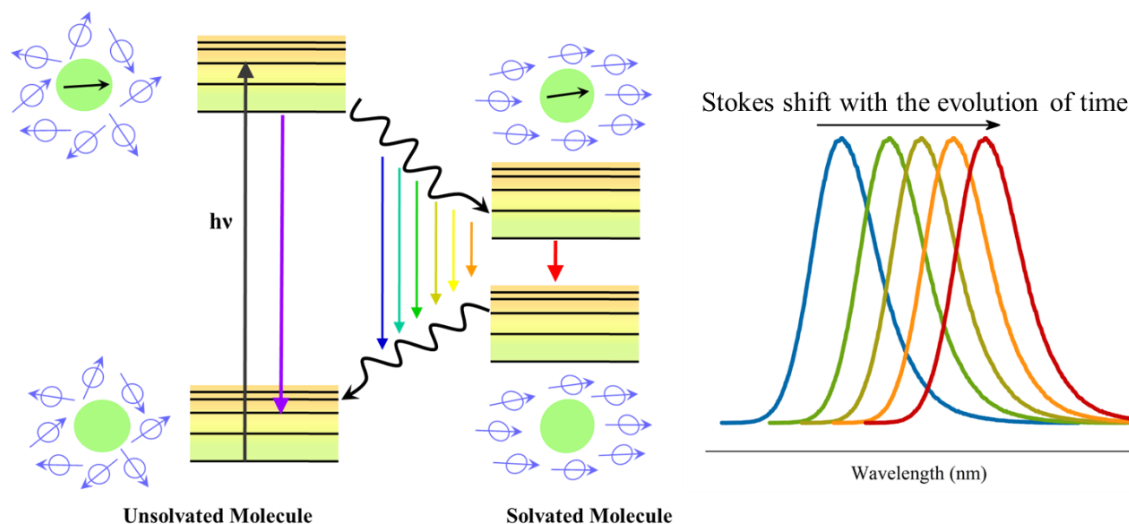 Stokes shift with the evolution of time
hν
Wavelength (nm)
Unsolvated Molecule
Solvated Molecule